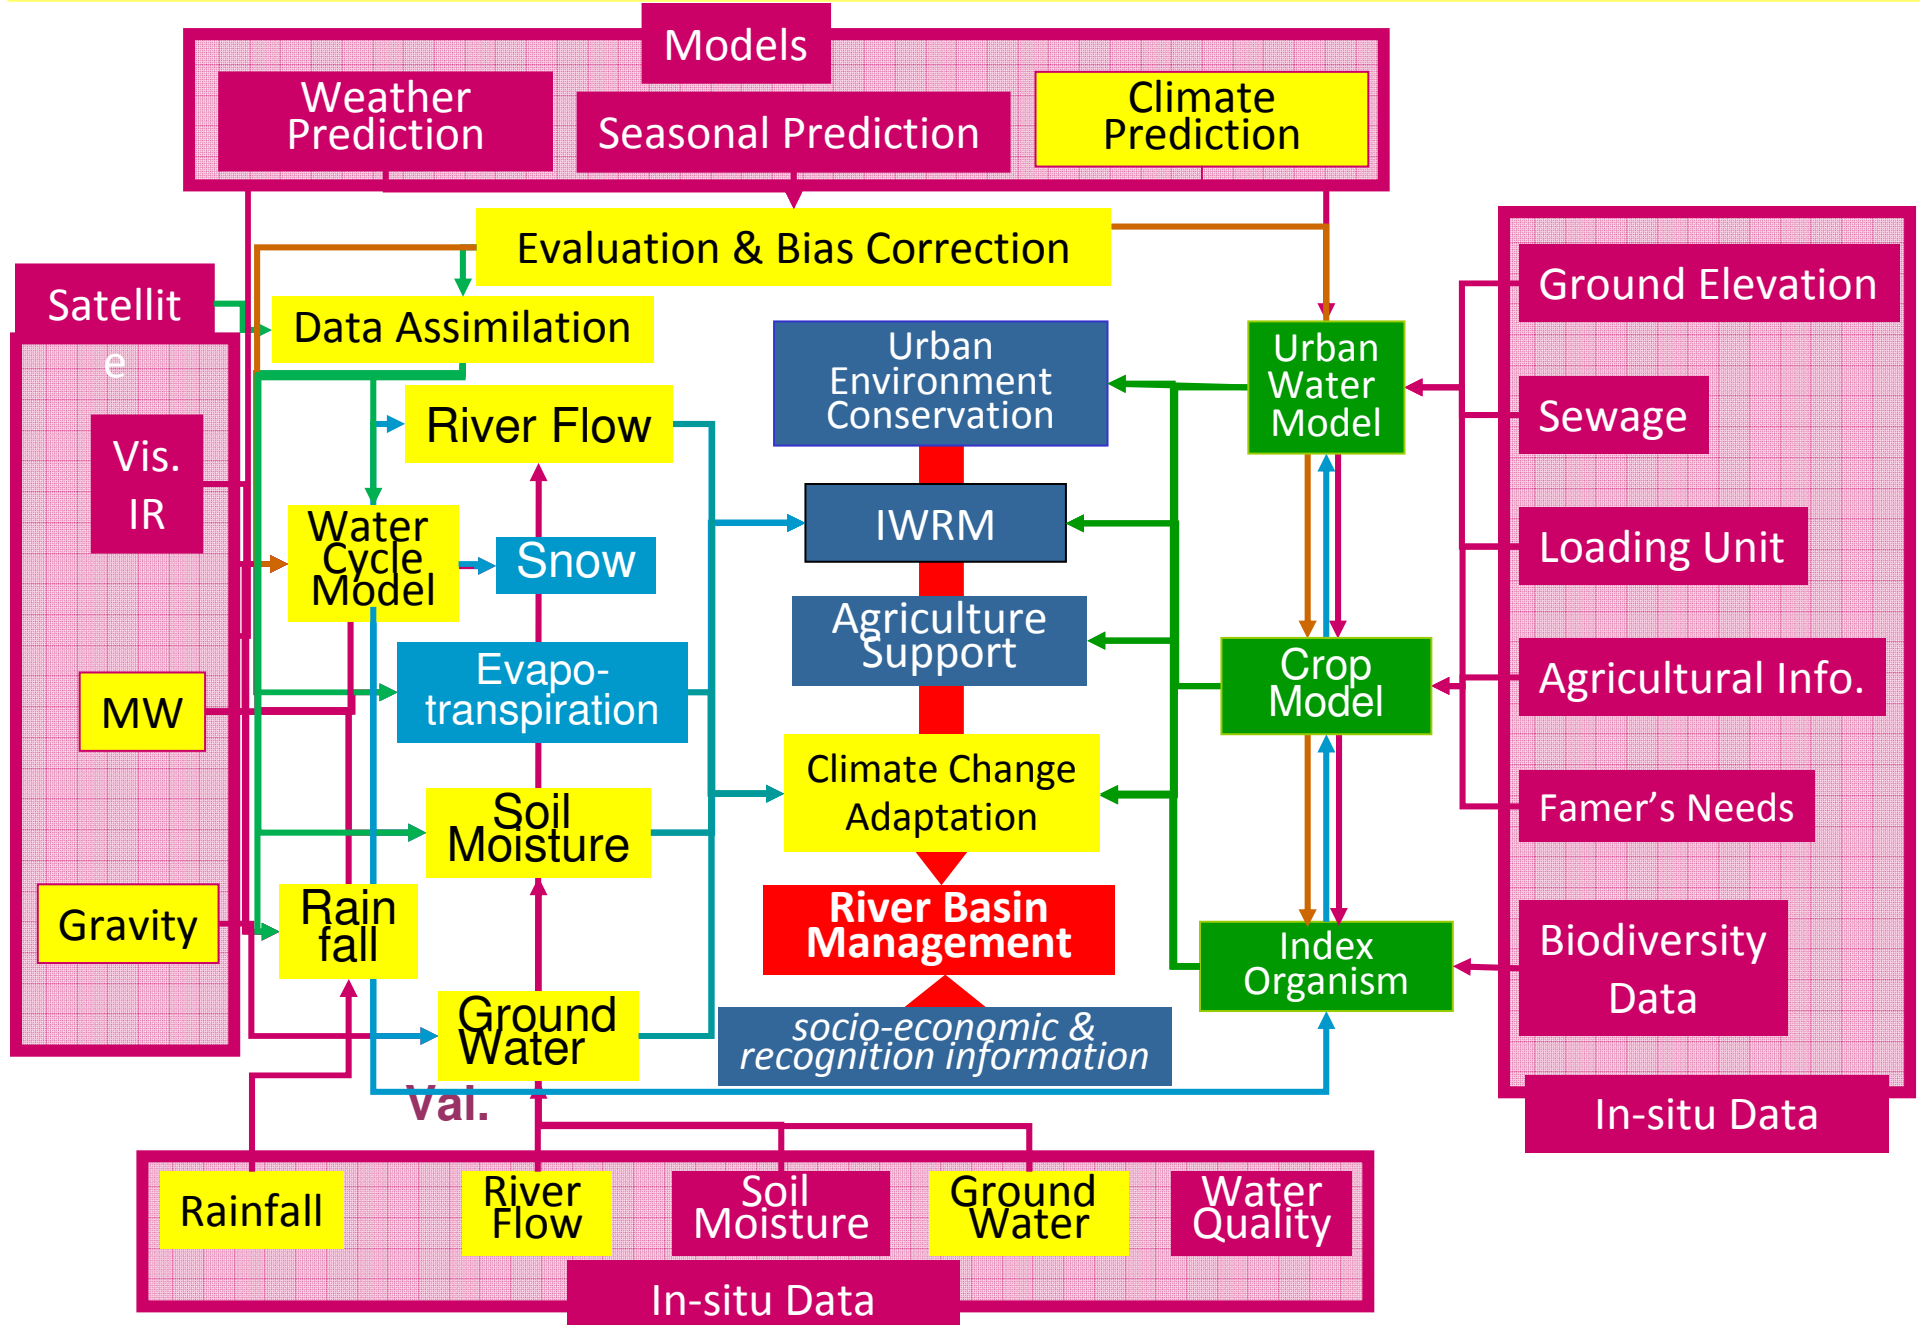 Models
Weather
Prediction
Seasonal Prediction
Climate
Prediction
Evaluation & Bias Correction
Satellit
e
Data Assimilation
Vis.
IR
MW
Gravity
River Flow
Water
Cycle
Model
Snow
Evapo-
transpiration
Soil
Moisture
Rain
fall
Ground
Water
Val.
Urban
Environment
Conservation
IWRM
Agriculture
Support
Climate Change
Adaptation
River Basin
Management
socio-economic &
recognition information
Urban
Water
Model
Crop
Model
Index
Organism
Ground Elevation
Sewage
Loading Unit
Agricultural Info.
Famer's Needs
Biodiversity
Data
In-situ Data
Rainfall
River
Flow
Soil
Moisture
Ground
Water
Water
Quality
In-situ Data